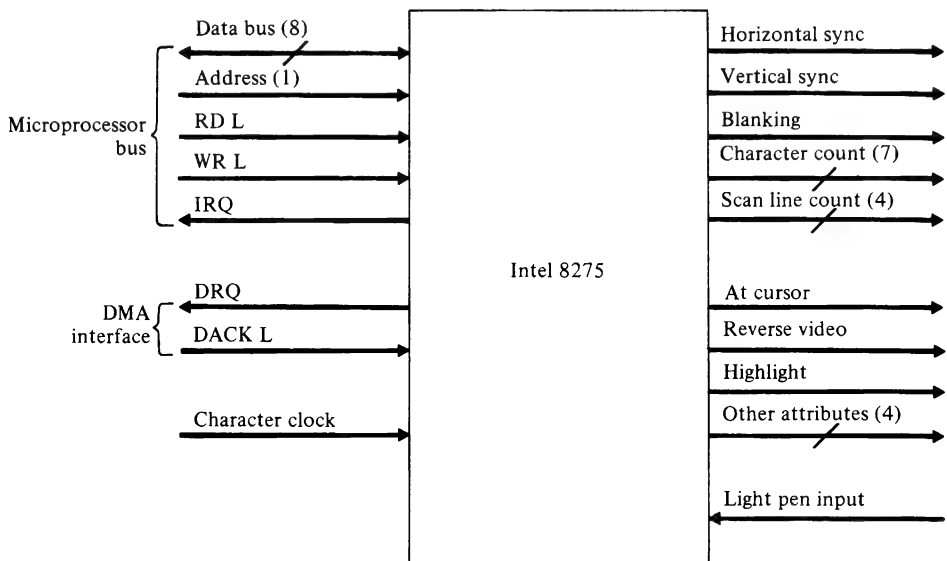 Data bus (8)
Address (1)
Microprocessor
bus
RD L
WR L
IRQ
DMA
interface
DRQ
DACK L
Character clock
Intel 8275
Horizontal sync
Vertical sync
Blanking
Character count (7)
Scan line count (4)
At cursor
Reverse video
Highlight
Other attributes (4)
Light pen input